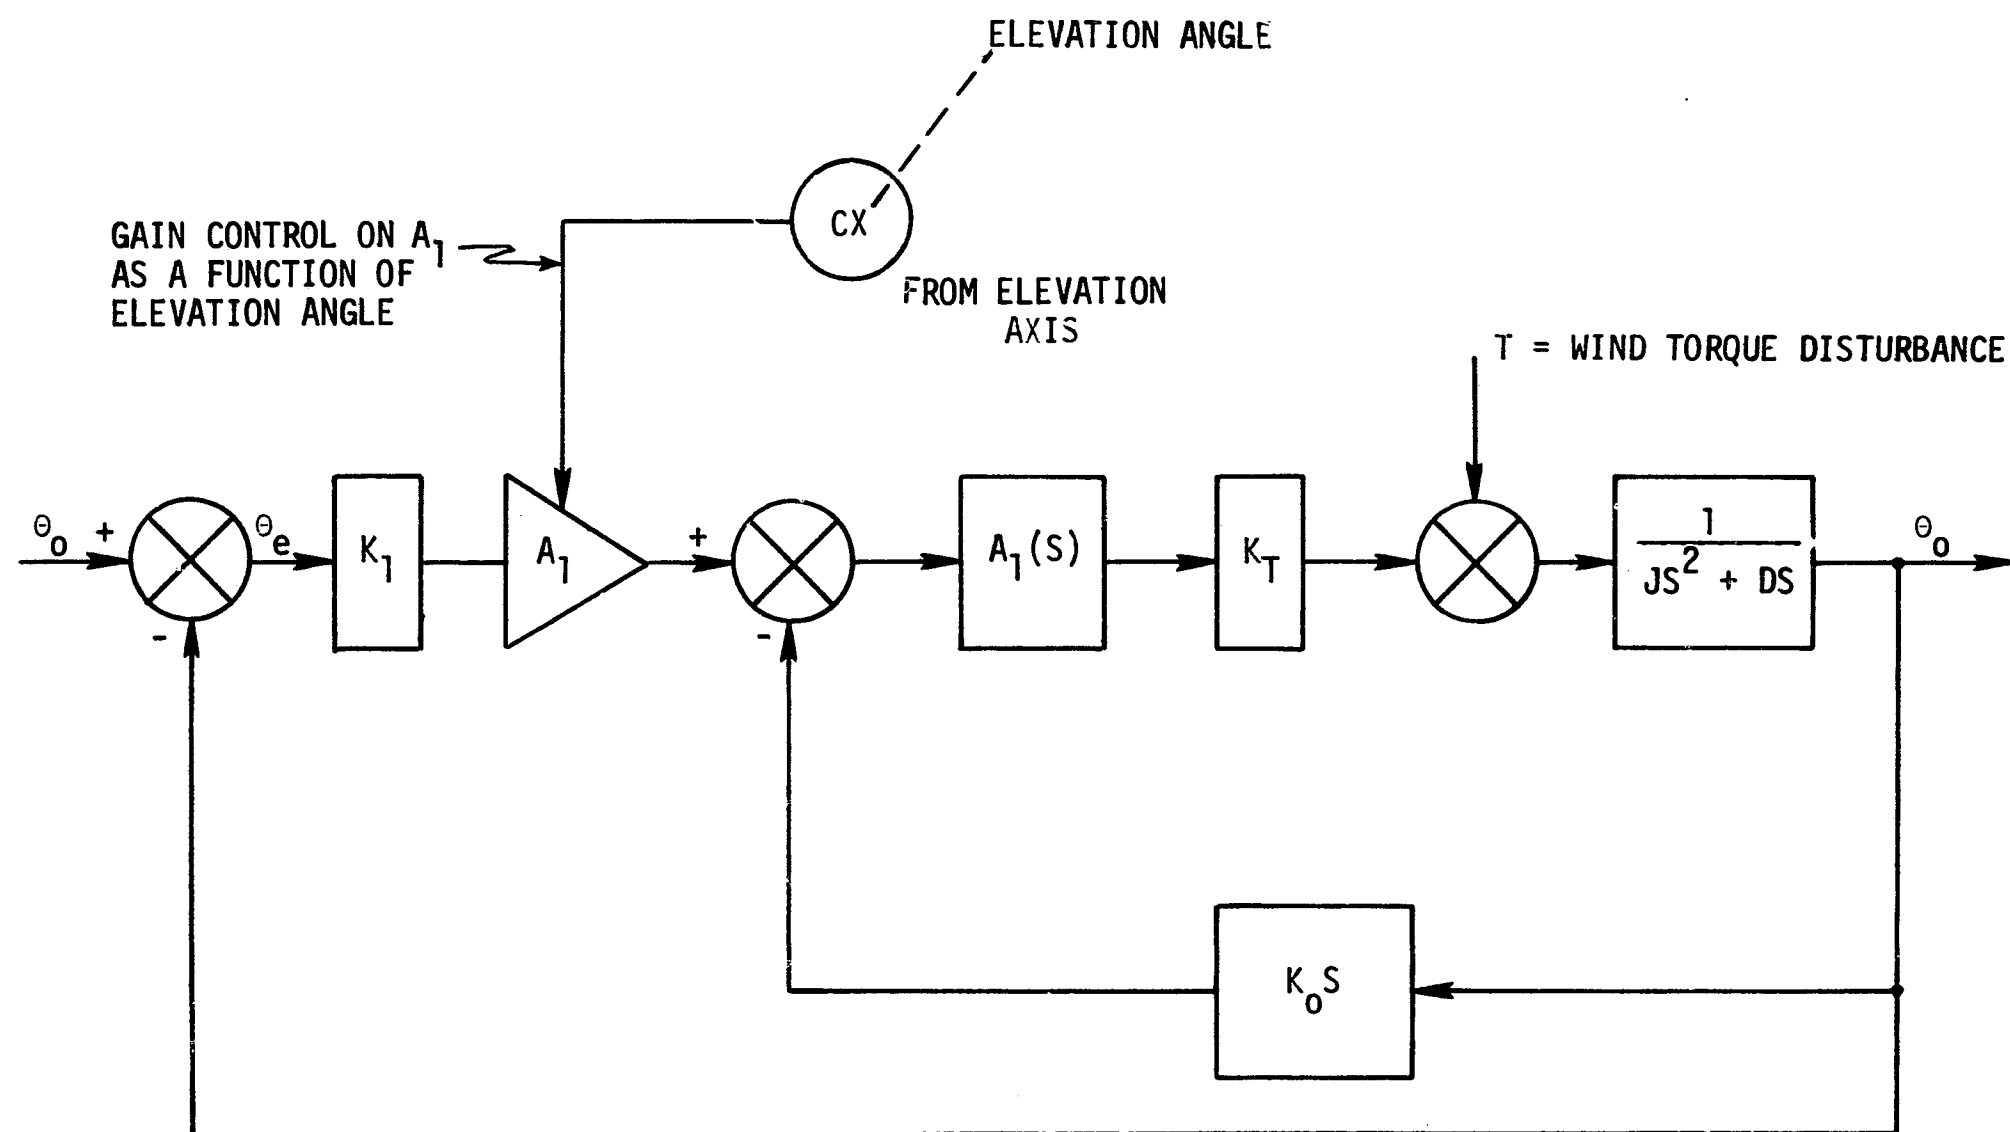 ELEVATION ANGLE
CX
GAIN CONTROL ON A₁
AS A FUNCTION OF
ELEVATION ANGLE
FROM ELEVATION
AXIS
T = WIND TORQUE DISTURBANCE
Θₒ +
-
Θₑ
K₁
A₁
+
-
A₁(S)
K_T
1
JS² + DS
Θₒ
KₒS